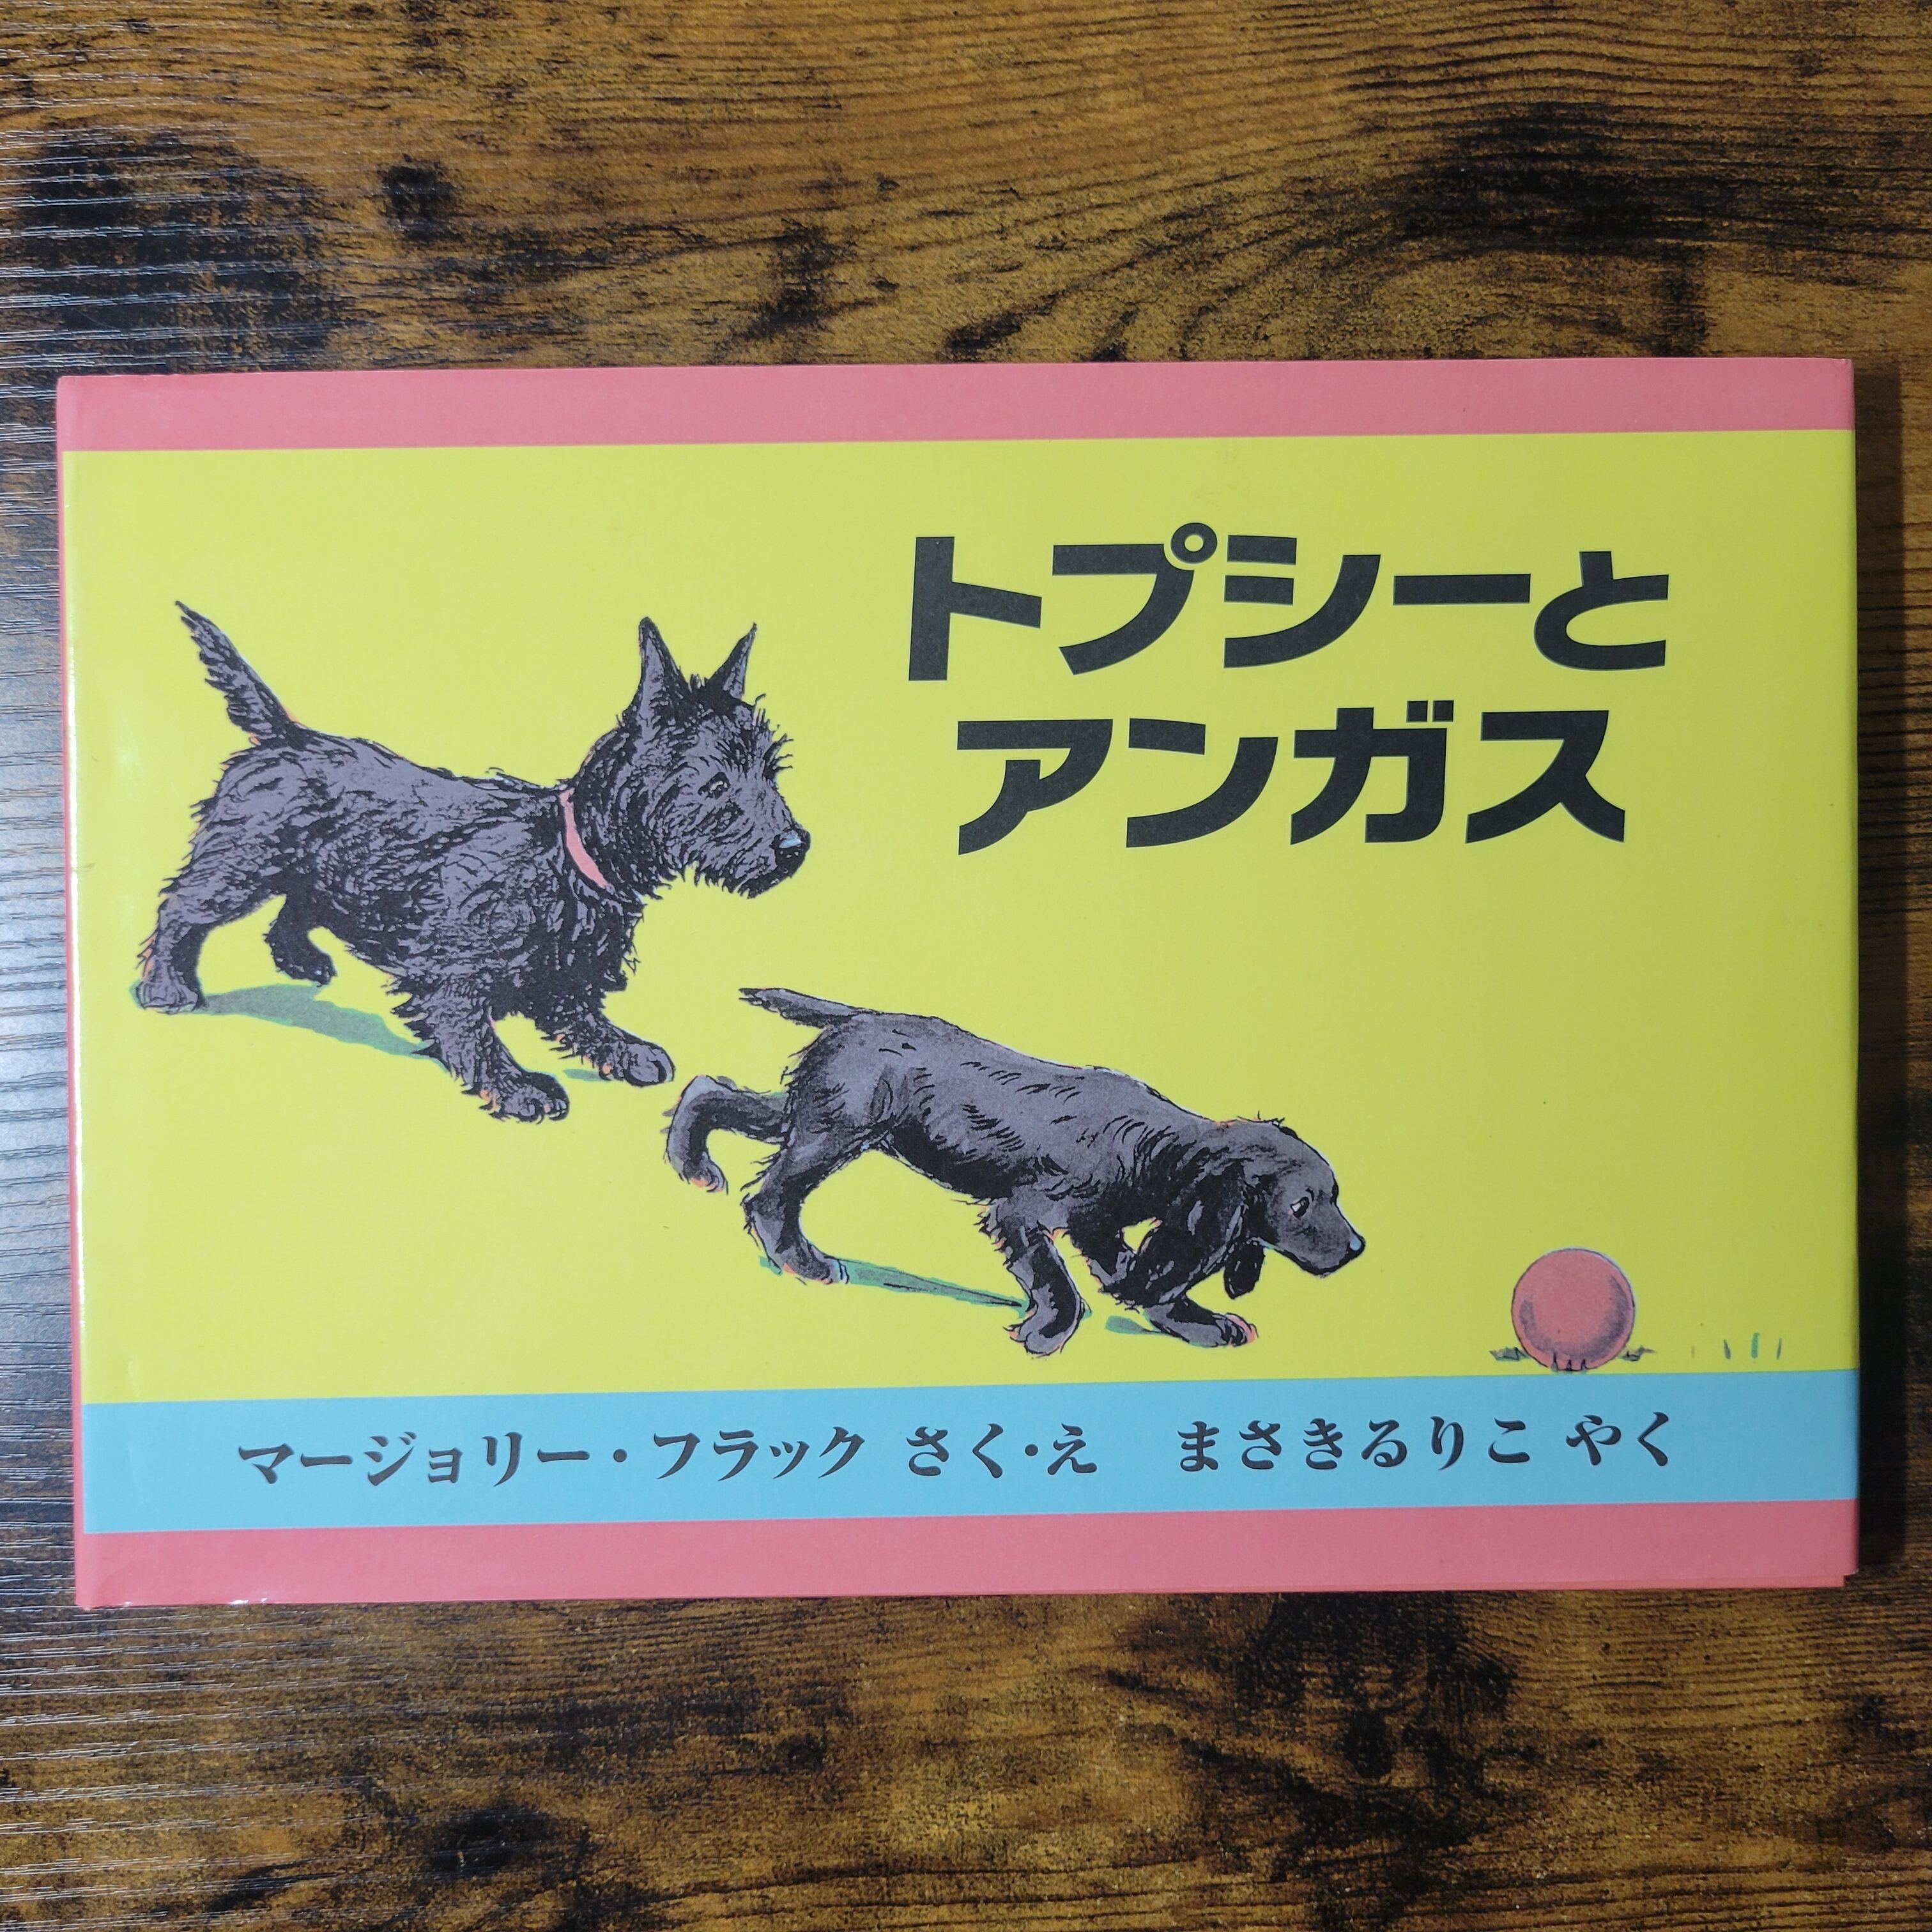 トプシーと
アンガス
マージョリー・フラック さく・え　まさきるりこ やく